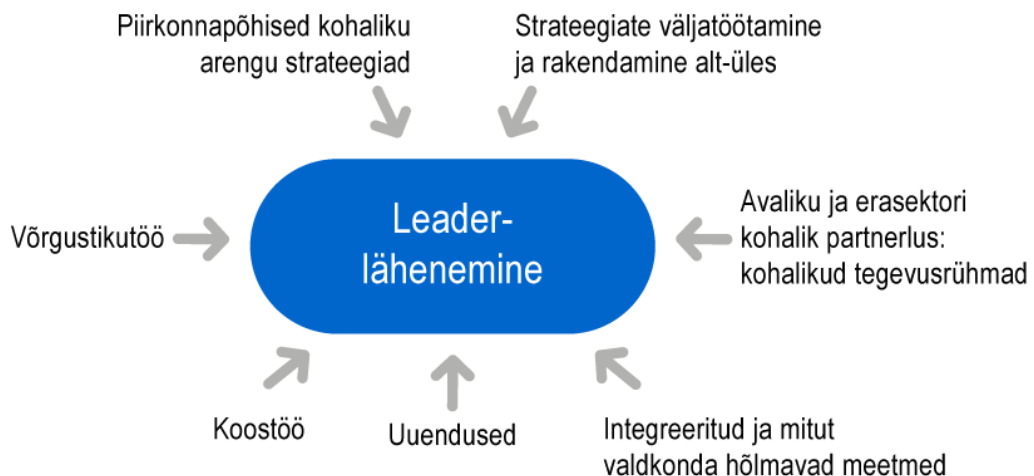 Piirkonnapõhised kohaliku
arengu strateegiad
Strateegiate väljatöötamine
ja rakendamine alt-üles
Võrgustikutöö
Leader-
lähenemine
Avaliku ja erasektori
kohalik partnerlus:
kohalikud tegevusrühmad
Koostöö
Uuendused
Integreeritud ja mitut
valdkonda hõlmavad meetmed